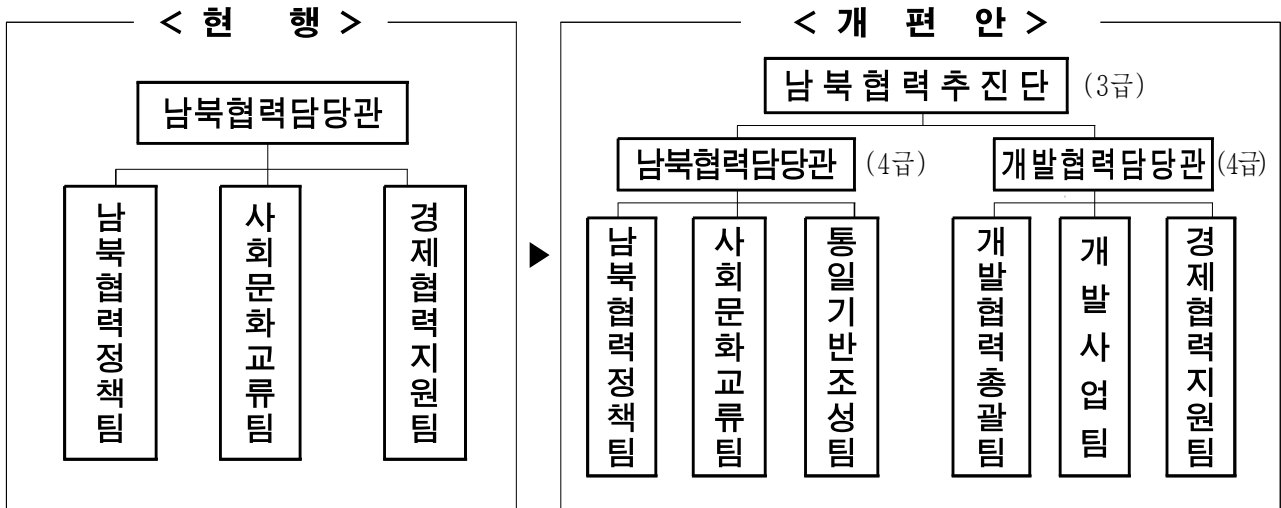 < 현 행 >
남북협력담당관
남북협력정책팀
사회문화교류팀
경제협력지원팀
▶
< 개 편 안 >
남북협력추진단 (3급)
남북협력담당관 (4급)
개발협력담당관 (4급)
남북협력정책팀
사회문화교류팀
통일기반조성팀
개발협력총괄팀
개발사업팀
경제협력지원팀